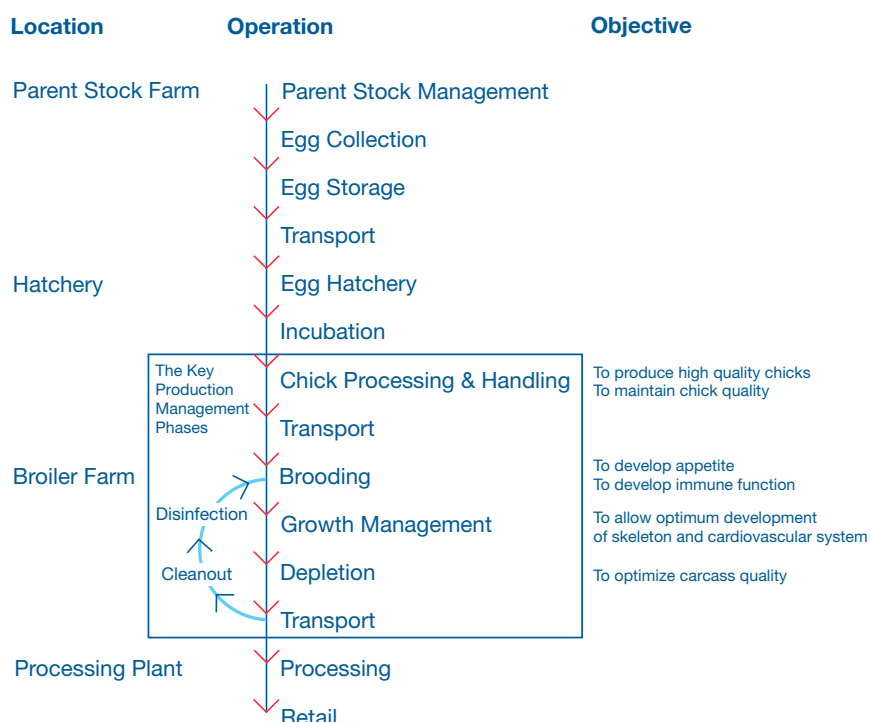 Location Operation Objective
Parent Stock Farm Parent Stock Management
Egg Collection
Egg Storage
Transport
Hatchery Egg Hatchery
Incubation
The Key
Production
Management
Phases
Chick Processing & Handling
To produce high quality chicks
To maintain chick quality
Transport
Broiler Farm Brooding
To develop appetite
To develop immune function
Disinfection
Growth Management
To allow optimum development
of skeleton and cardiovascular system
Cleanout
Depletion
To optimize carcass quality
Transport
Processing Plant Processing
Retail